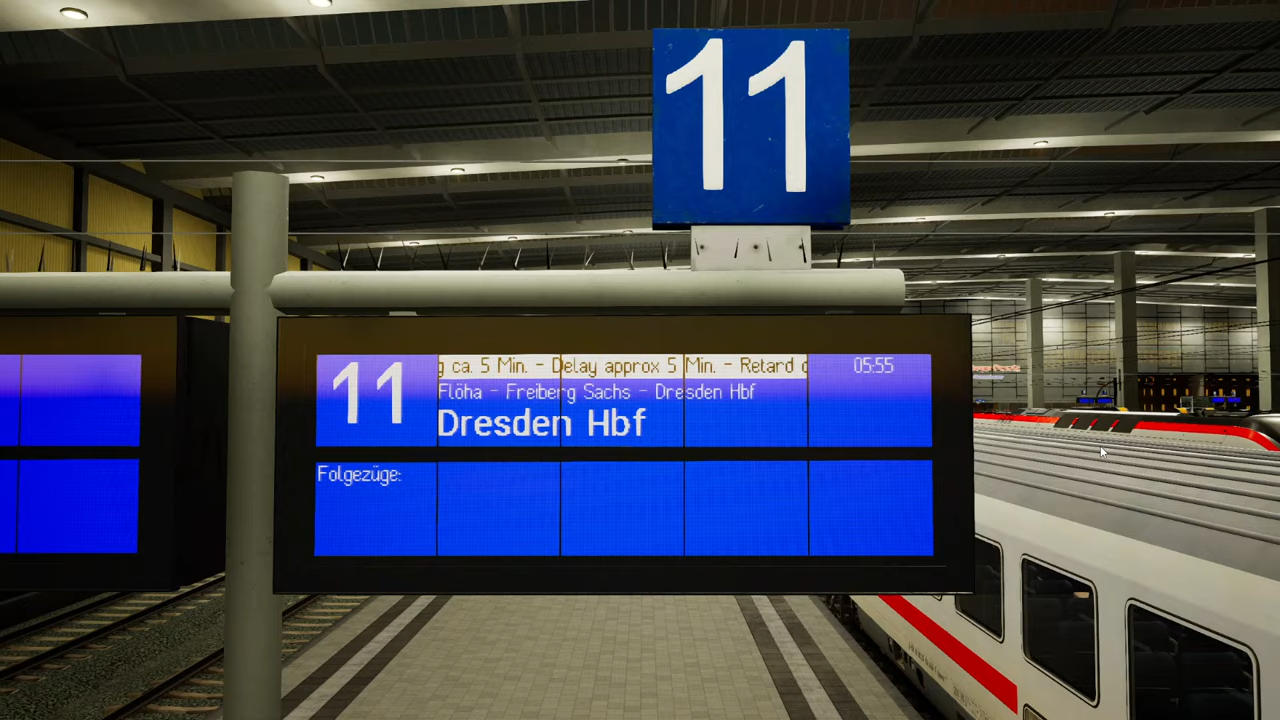 11
11
g ca. 5 Min. - Delay approx 5 Min. - Retard
05:55
Flöha - Freiberg Sachs - Dresden Hbf
Dresden Hbf
Folgezüge: